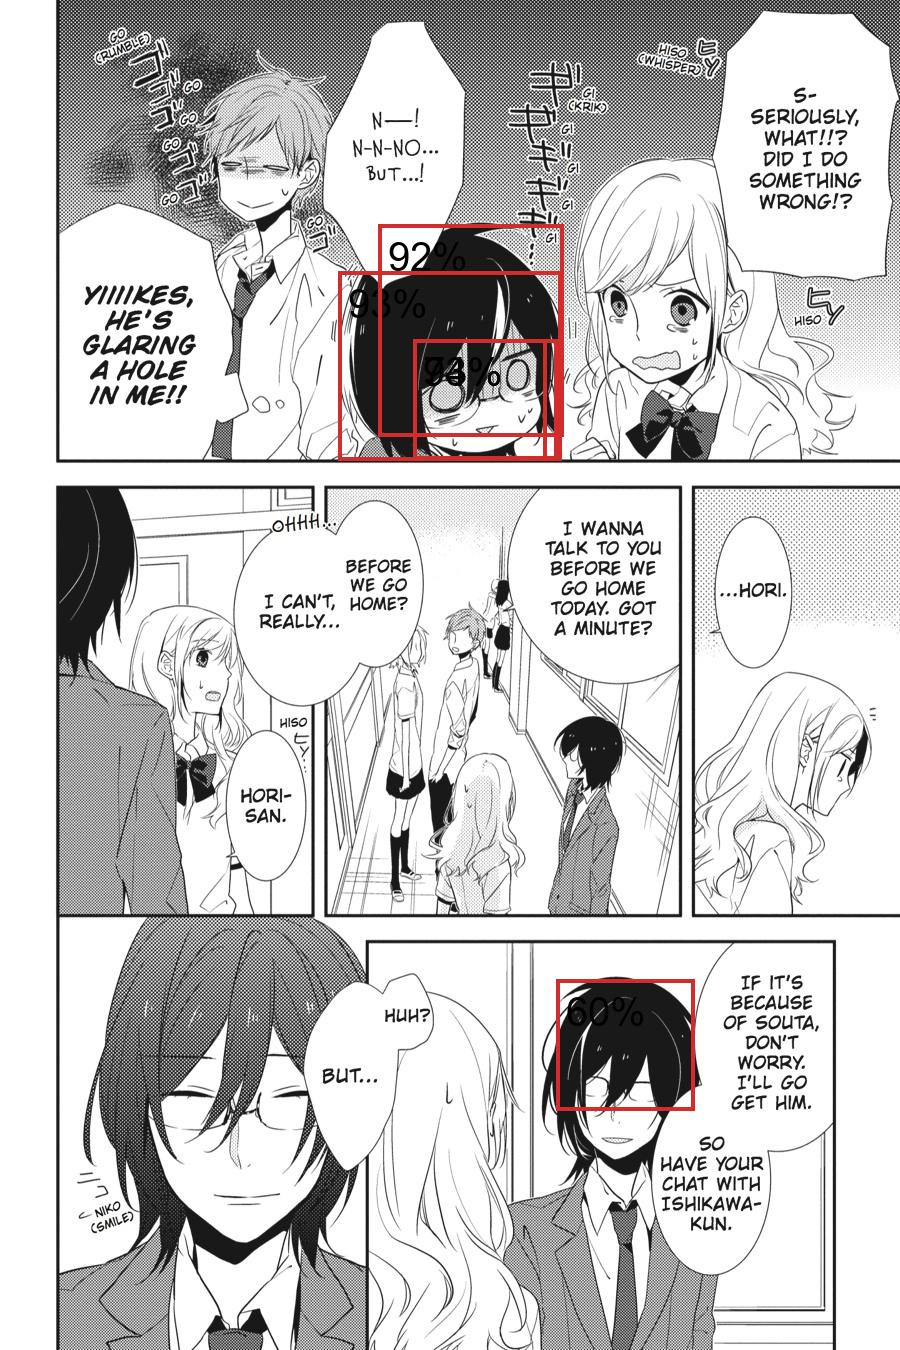 S-
SERIOUSLY,
WHAT!!?
DID I DO
SOMETHING
WRONG!?
HISO
(WHISPER)
ヒソ
HISO
ヒソ
ギギギギ…
GI
(KRIK)
GI
GI
GI
GI
N—!
N-N-NO...
BUT...!
GO
(RUMBLE)
ゴゴゴゴゴ
GO
GO
GO
GO
GO
ゴゴ
YIIIIKES,
HE'S
GLARING
A HOLE
IN ME!!
92%
93%
60%
...HORI.
I WANNA
TALK TO YOU
BEFORE WE
GO HOME
TODAY. GOT
A MINUTE?
OHHH...
BEFORE
WE GO
HOME?
I CAN'T,
REALLY...
HISO
ヒソ
HORI-
SAN.
IF IT'S
BECAUSE
OF SOUTA,
DON'T
WORRY.
I'LL GO
GET HIM.
SO
HAVE YOUR
CHAT WITH
ISHIKAWA-
KUN.
HUH?
BUT...
ニコ
NIKO
(SMILE)